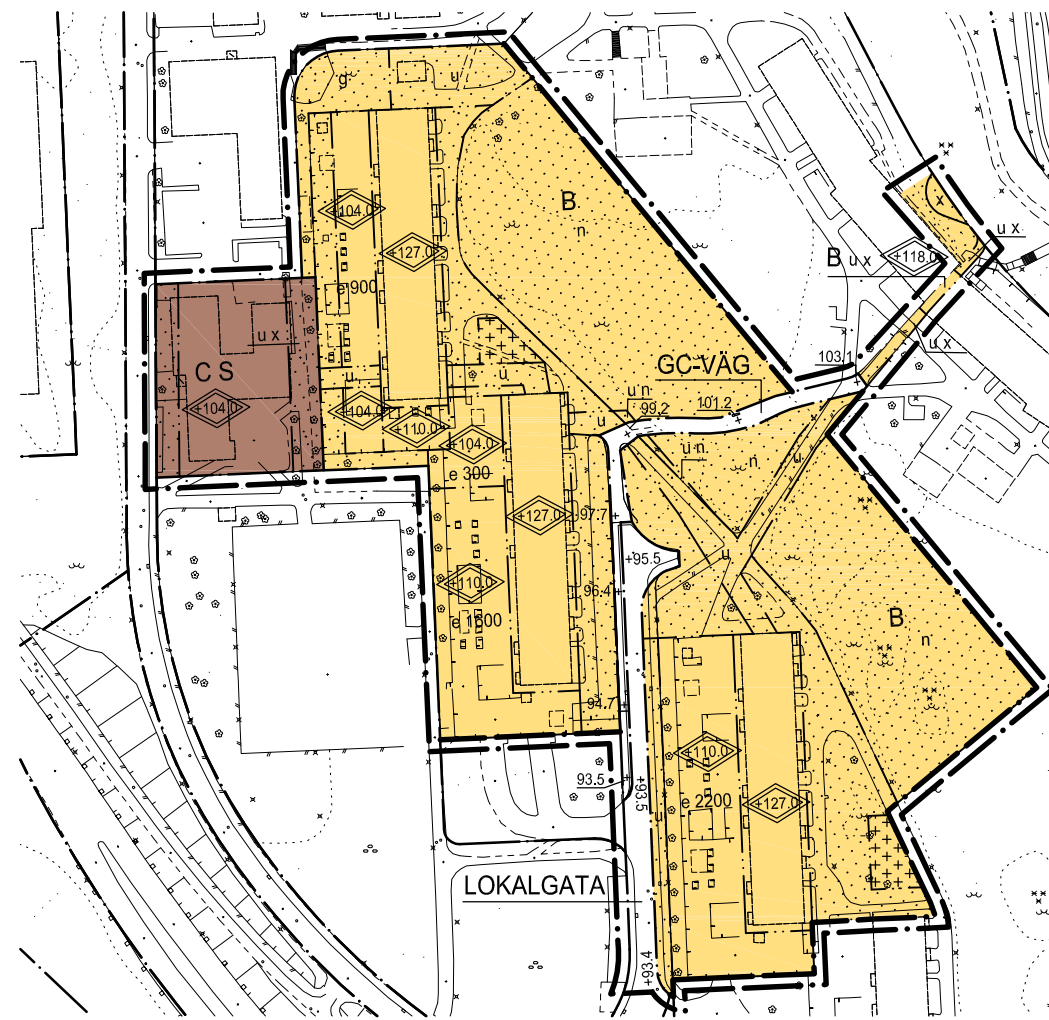 g
u
B
n
+104.0
+127.0
e 900
x
u x
B u x
+118.0
u x
u x
C S
+104.0
103.1
GC-VÄG
u
u
+104.0
+110.0
u n
99.2
101.2
u
+104.0
e 300
u n
n
u
+127.0
97.7
u
+95.5
+110.0
96.4
e 1600
B
n
94.7
+110.0
93.5
+93.5
e 2200
+127.0
u
LOKALGATA
+93.4